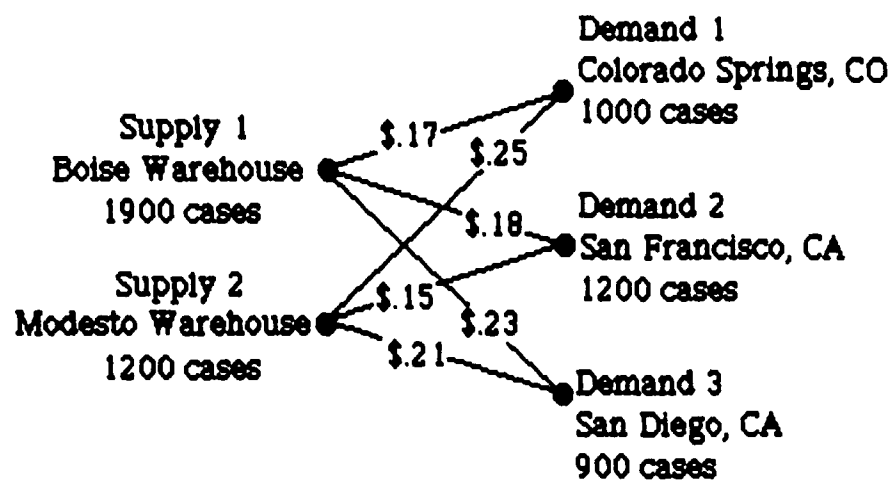 Supply 1
Boise Warehouse
1900 cases
Supply 2
Modesto Warehouse
1200 cases
$.17
$.25
$.18
$.15
$.23
$.21
Demand 1
Colorado Springs, CO
1000 cases
Demand 2
San Francisco, CA
1200 cases
Demand 3
San Diego, CA
900 cases